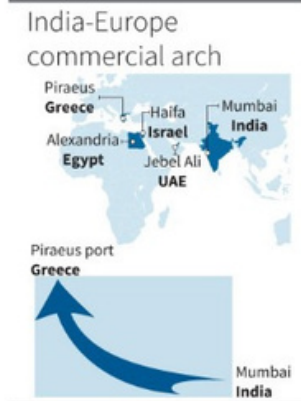 India-Europe
commercial arch
Piraeus
Greece
Haifa
Israel
Mumbai
India
Alexandria
Egypt
Jebel Ali
UAE
Piraeus port
Greece
Mumbai
India